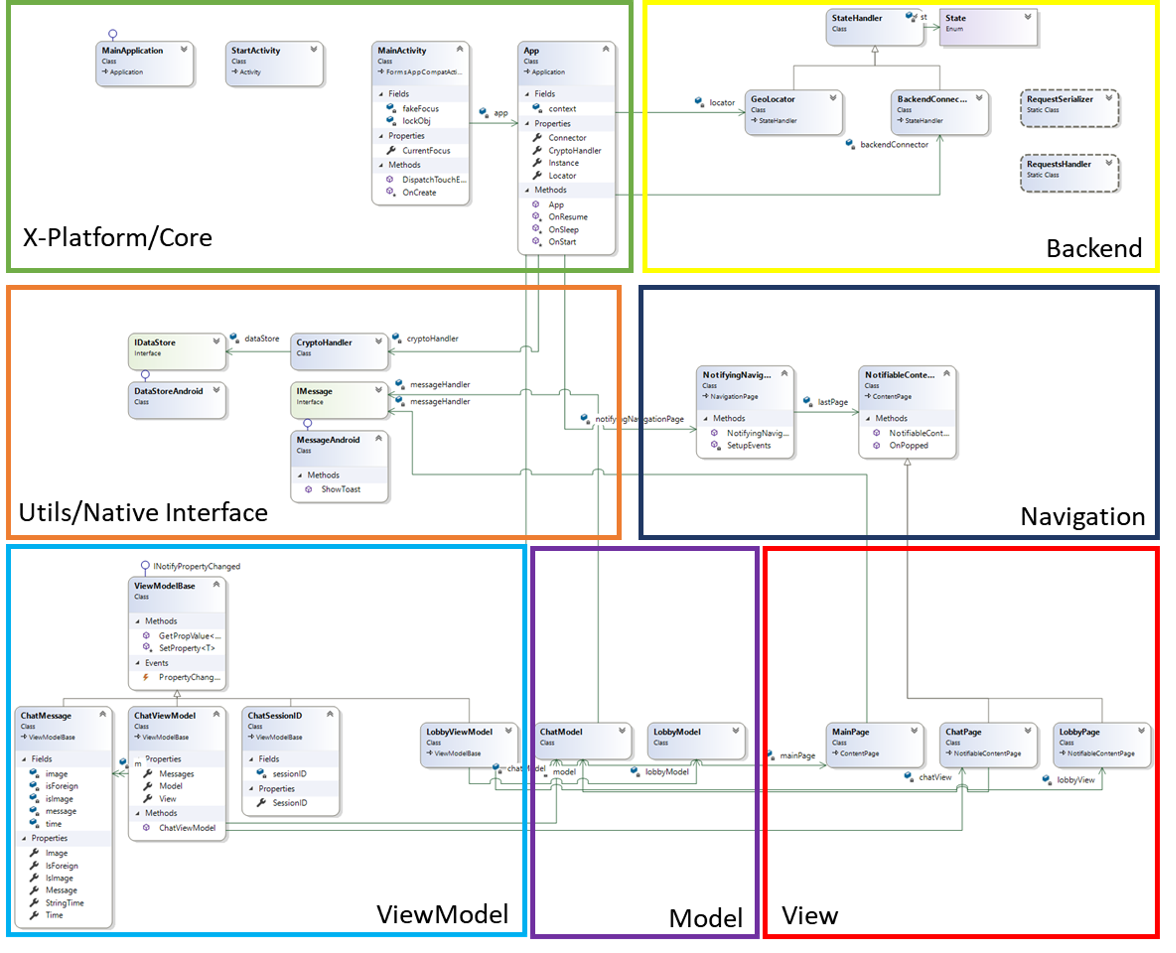 MainApplication
Class
Application
StartActivity
Class
Activity
MainActivity
Class
FormsAppCompatActi...
Fields
fakeFocus
lockObj
Properties
CurrentFocus
Methods
DispatchTouchE...
OnCreate
app
App
Class
Application
Fields
context
Properties
Connector
CryptoHandler
Instance
Locator
Methods
App
OnResume
OnSleep
OnStart
X-Platform/Core
StateHandler
Class
st
State
Enum
locator
GeoLocator
Class
StateHandler
BackendConnec...
Class
StateHandler
backendConnector
RequestSerializer
Static Class
RequestsHandler
Static Class
Backend
IDataStore
Interface
dataStore
CryptoHandler
Class
cryptoHandler
DataStoreAndroid
Class
IMessage
Interface
messageHandler
messageHandler
MessageAndroid
Class
Methods
ShowToast
Utils/Native Interface
notifyingNavigationPage
NotifyingNavig...
Class
NavigationPage
Methods
NotifyingNavig...
SetupEvents
lastPage
NotifiableConte...
Class
ContentPage
Methods
NotifiableCont...
OnPopped
Navigation
INotifyPropertyChanged
ViewModelBase
Class
Methods
GetPropValue<...
SetProperty<T>
Events
PropertyChang...
ChatMessage
Class
ViewModelBase
Fields
image
isForeign
isImage
message
time
Properties
Image
IsForeign
IsImage
Message
StringTime
Time
m
ChatViewModel
Class
ViewModelBase
Properties
Messages
Model
View
Methods
ChatViewModel
ChatSessionID
Class
ViewModelBase
Fields
sessionID
Properties
SessionID
LobbyViewModel
Class
ViewModelBase
ViewModel
ChatModel
Class
LobbyModel
Class
chatModel
model
lobbyModel
Model
mainPage
MainPage
Class
ContentPage
ChatPage
Class
NotifiableContentPage
LobbyPage
Class
NotifiableContentPage
chatView
lobbyView
View